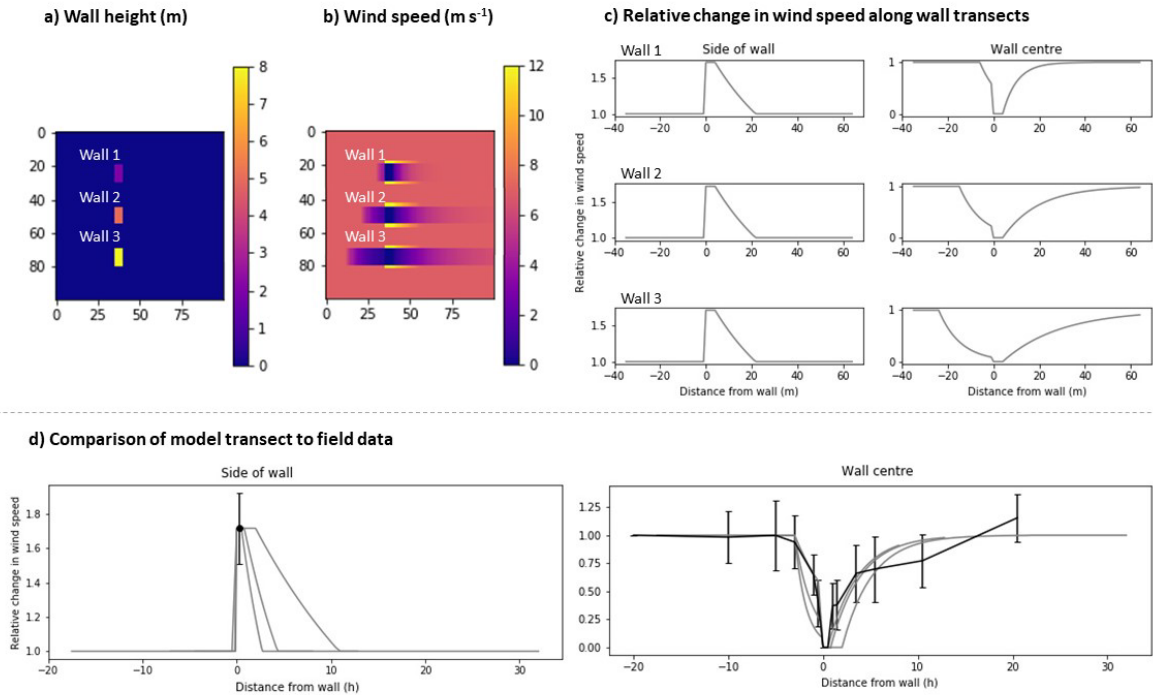 a) Wall height (m)
b) Wind speed (m s-1)
c) Relative change in wind speed along wall transects
0
20
40
60
80
0 25 50 75
Wall 1
Wall 2
Wall 3
8
7
6
5
4
3
2
1
0
0
20
40
60
80
0 25 50 75
Wall 1
Wall 2
Wall 3
12
10
8
6
4
2
0
Relative change in wind speed
Wall 1 Side of wall Wall centre
1.5
1.0
−40 −20 0 20 40 60
1
0
−40 −20 0 20 40 60
Wall 2
1.5
1.0
−40 −20 0 20 40 60
1
0
−40 −20 0 20 40 60
Wall 3
1.5
1.0
−40 −20 0 20 40 60
Distance from wall (m)
1
0
−40 −20 0 20 40 60
Distance from wall (m)
d) Comparison of model transect to field data
Side of wall
Relative change in wind speed
1.8
1.6
1.4
1.2
1.0
−20 −10 0 10 20 30
Distance from wall (h)
Wall centre
1.25
1.00
0.75
0.50
0.25
0.00
−20 −10 0 10 20 30
Distance from wall (h)